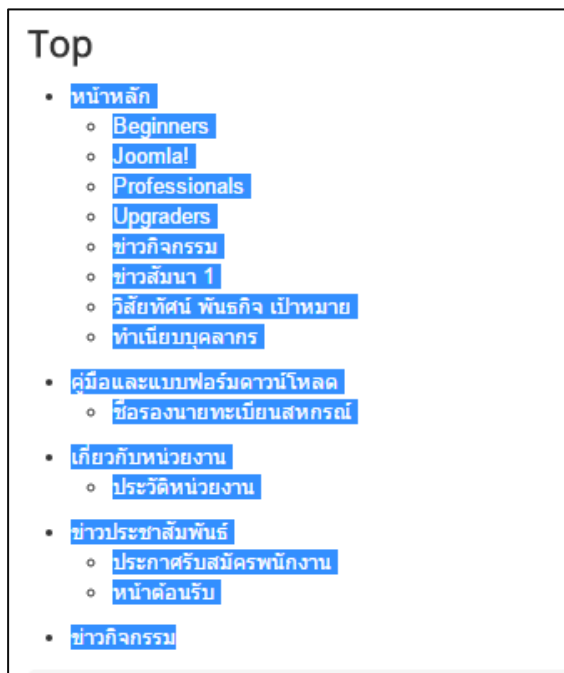 Top
หน้าหลัก
Beginners
Joomla!
Professionals
Upgraders
ข่าวกิจกรรม
ข่าวสัมนา 1
วิสัยทัศน์ พันธกิจ เป้าหมาย
ทำเนียบบุคลากร
คู่มือและแบบฟอร์มดาวน์โหลด
ชื่อรองนายทะเบียนสหกรณ์
เกี่ยวกับหน่วยงาน
ประวัติหน่วยงาน
ข่าวประชาสัมพันธ์
ประกาศรับสมัครพนักงาน
หน้าต้อนรับ
ข่าวกิจกรรม